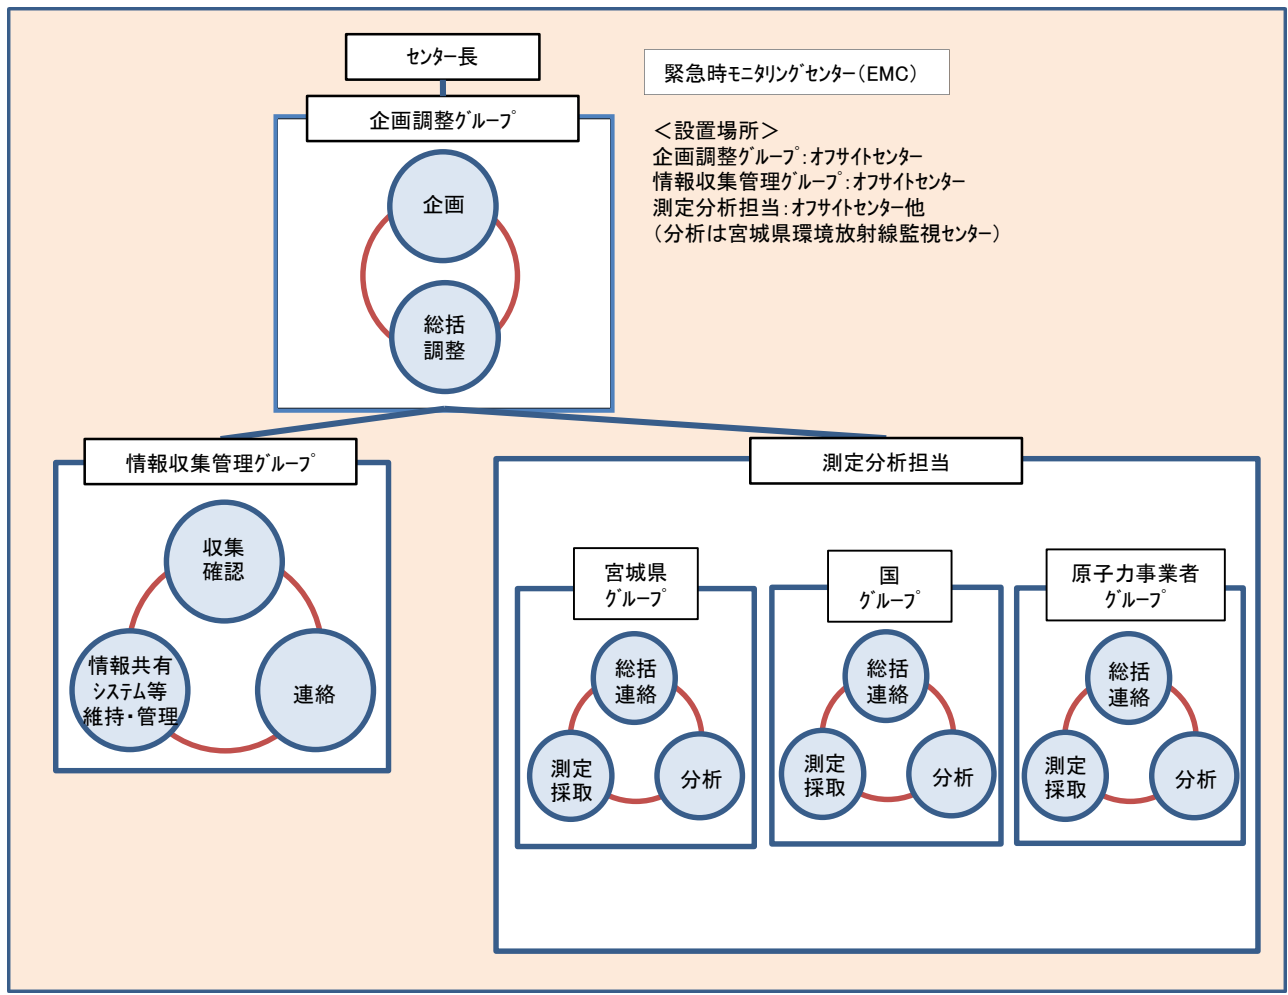 センター長
緊急時ﾓﾆﾀﾘﾝｸﾞセンター（EMC）
企画調整ｸﾞﾙｰﾌﾟ
＜設置場所＞
企画調整ｸﾞﾙｰﾌﾟ：オフサイトセンター
情報収集管理ｸﾞﾙｰﾌﾟ：オフサイトセンター
測定分析担当：オフサイトセンター他
（分析は宮城県環境放射線監視センター）
企画
総括
調整
情報収集管理ｸﾞﾙｰﾌﾟ
収集
確認
情報共有
システム等
維持・管理
連絡
測定分析担当
宮城県
ｸﾞﾙｰﾌﾟ
総括
連絡
測定
採取
分析
国
ｸﾞﾙｰﾌﾟ
総括
連絡
測定
採取
分析
原子力事業者
ｸﾞﾙｰﾌﾟ
総括
連絡
測定
採取
分析